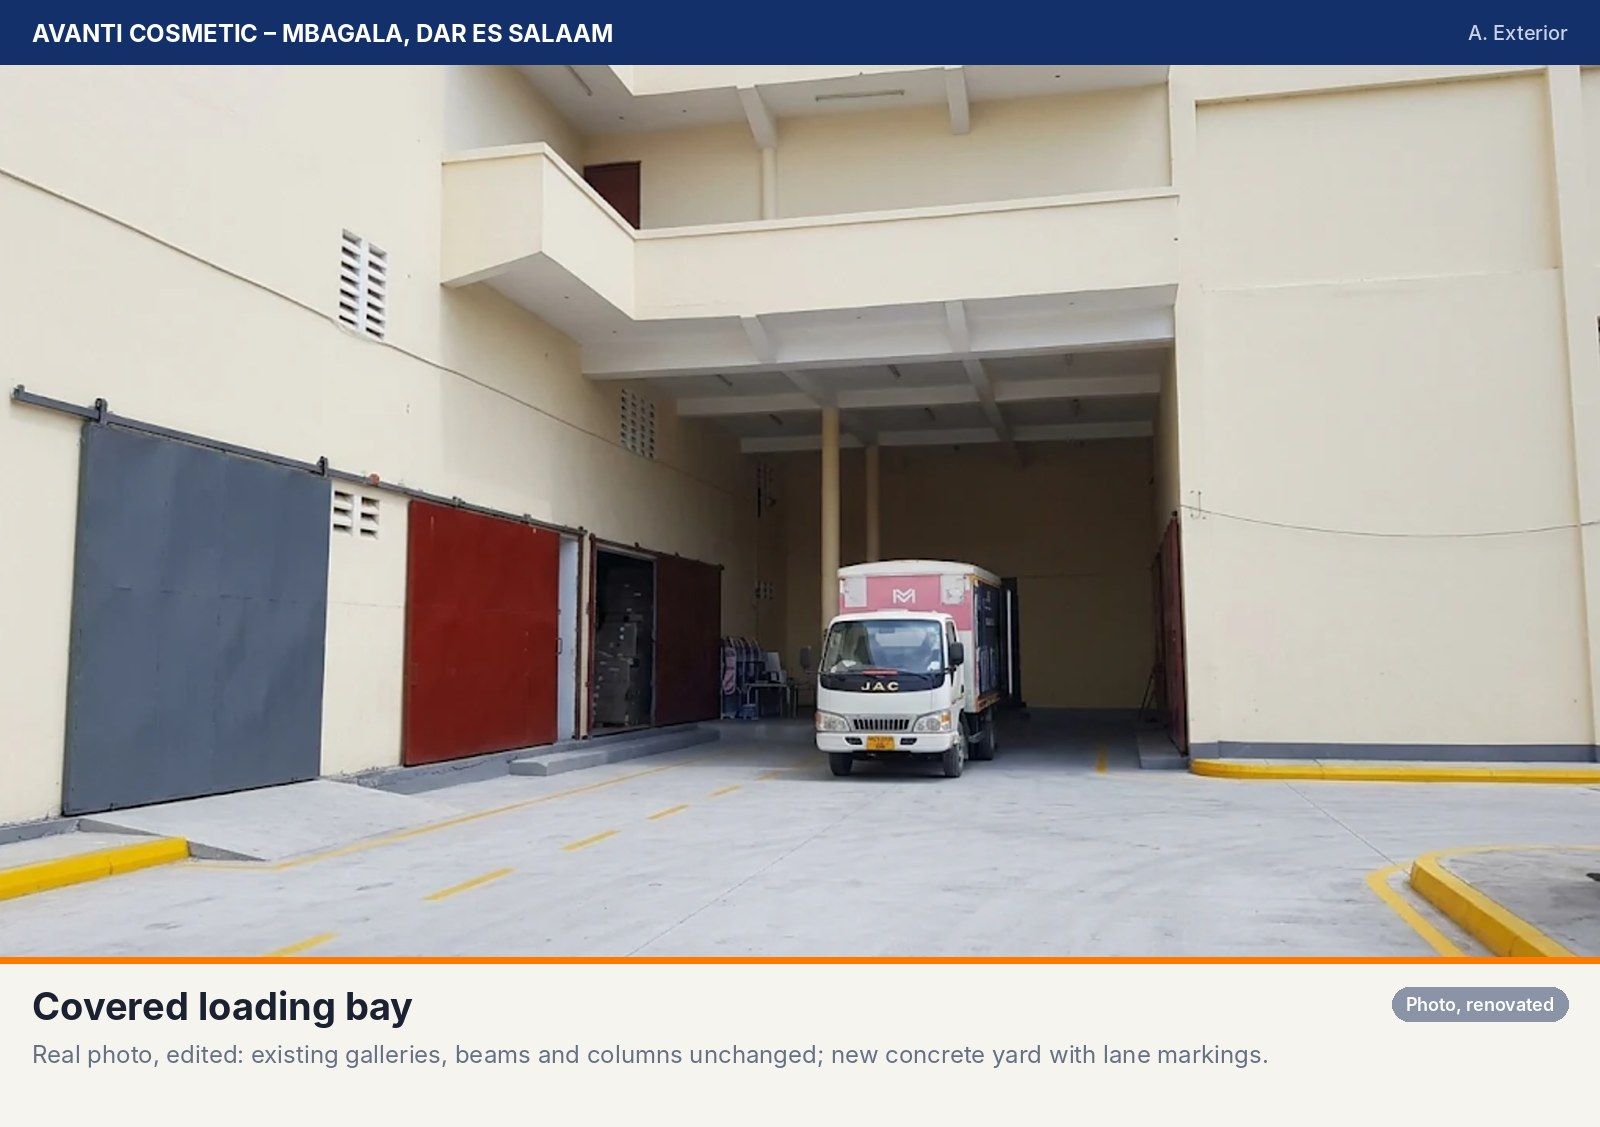 AVANTI COSMETIC – MBAGALA, DAR ES SALAAM
A. Exterior
JAC
Covered loading bay
Photo, renovated
Real photo, edited: existing galleries, beams and columns unchanged; new concrete yard with lane markings.